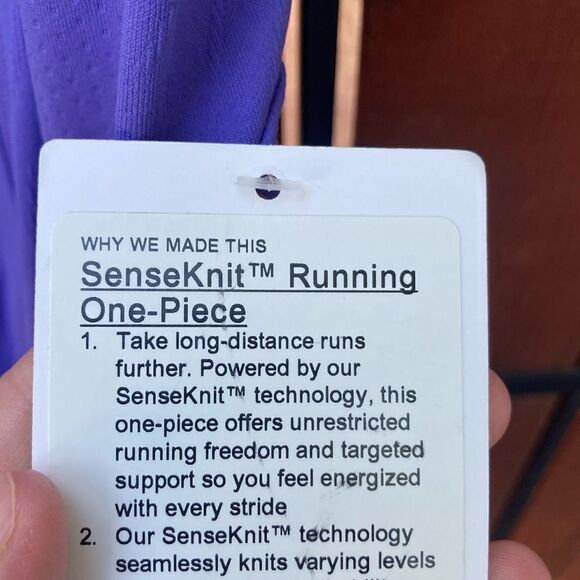 WHY WE MADE THIS
SenseKnit™ Running
One-Piece
1. Take long-distance runs
further. Powered by our
SenseKnit™ technology, this
one-piece offers unrestricted
running freedom and targeted
support so you feel energized
with every stride
2. Our SenseKnit™ technology
seamlessly knits varying levels